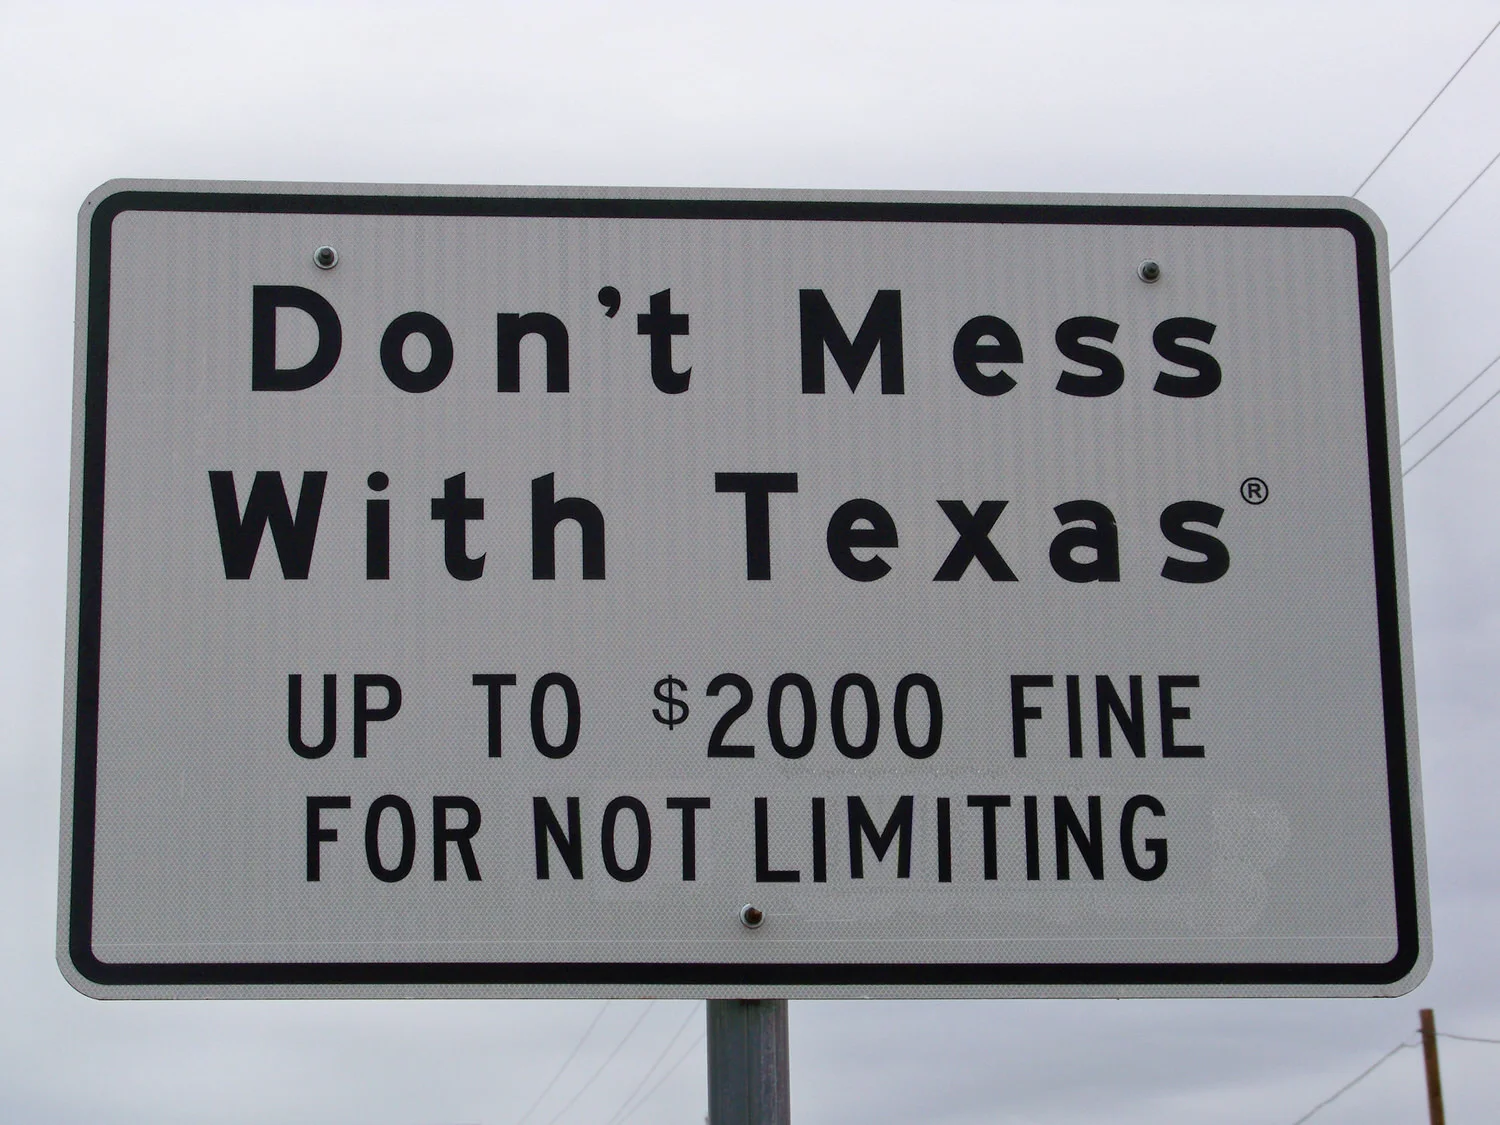 Don't Mess
With Texas®
UP TO $2000 FINE
FOR NOT LIMITING